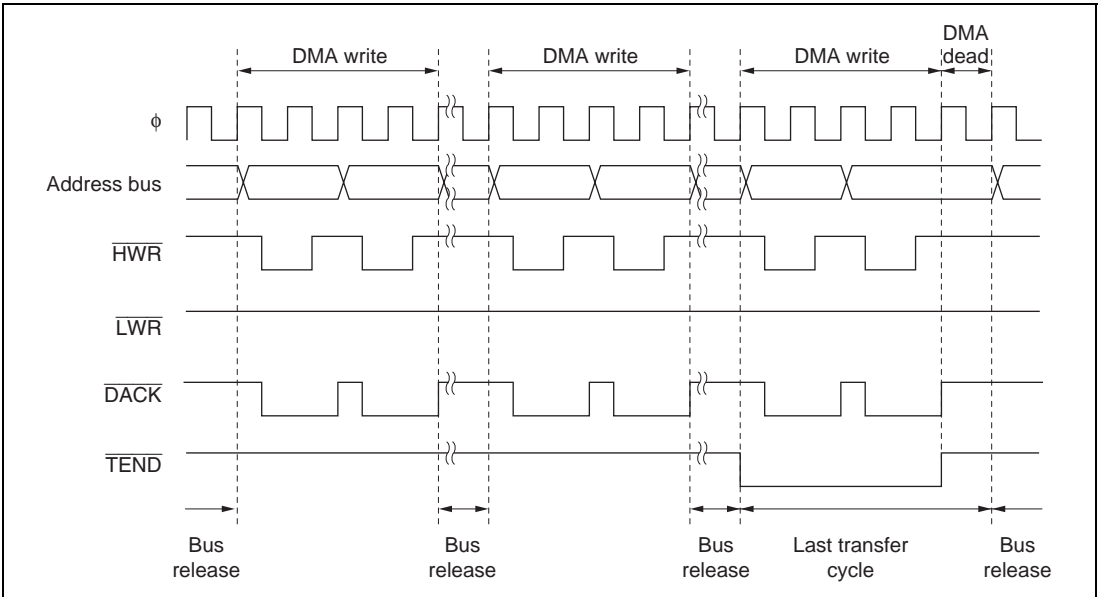 DMA
DMA write DMA write DMA write dead
φ
Address bus
HWR
LWR
DACK
TEND
Bus Bus Bus Last transfer Bus
release release release cycle release